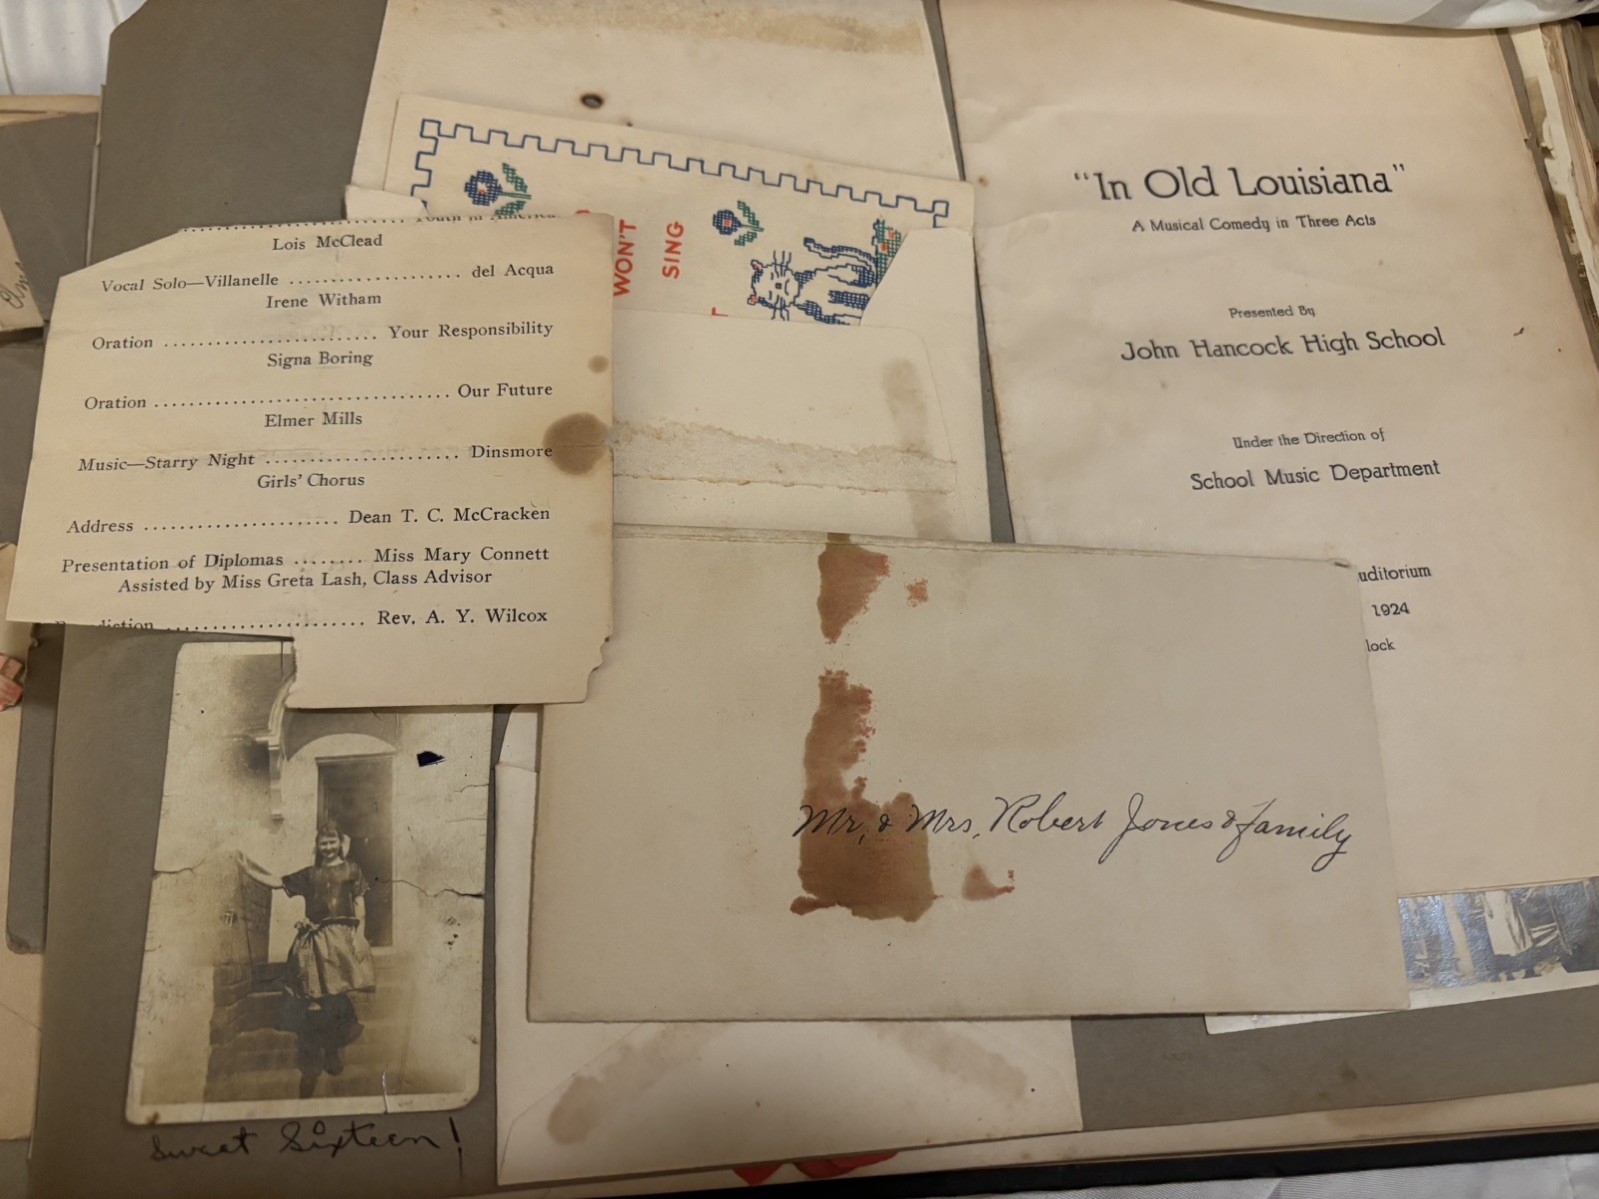 Youth in America
Lois McClead
Vocal Solo—Villanelle .................... del Acqua
Irene Witham
Oration ......................... Your Responsibility
Signa Boring
Oration .................................. Our Future
Elmer Mills
Music—Starry Night ....................... Dinsmore
Girls' Chorus
Address ....................... Dean T. C. McCracken
Presentation of Diplomas ........ Miss Mary Connett
Assisted by Miss Greta Lash, Class Advisor
diction ....................... Rev. A. Y. Wilcox
WON'T
SING
"In Old Louisiana"
A Musical Comedy in Three Acts
Presented By
John Hancock High School
Under the Direction of
School Music Department
uditorium
1924
lock
Mr. & Mrs. Robert Jones & Family
Sweet Sixteen!